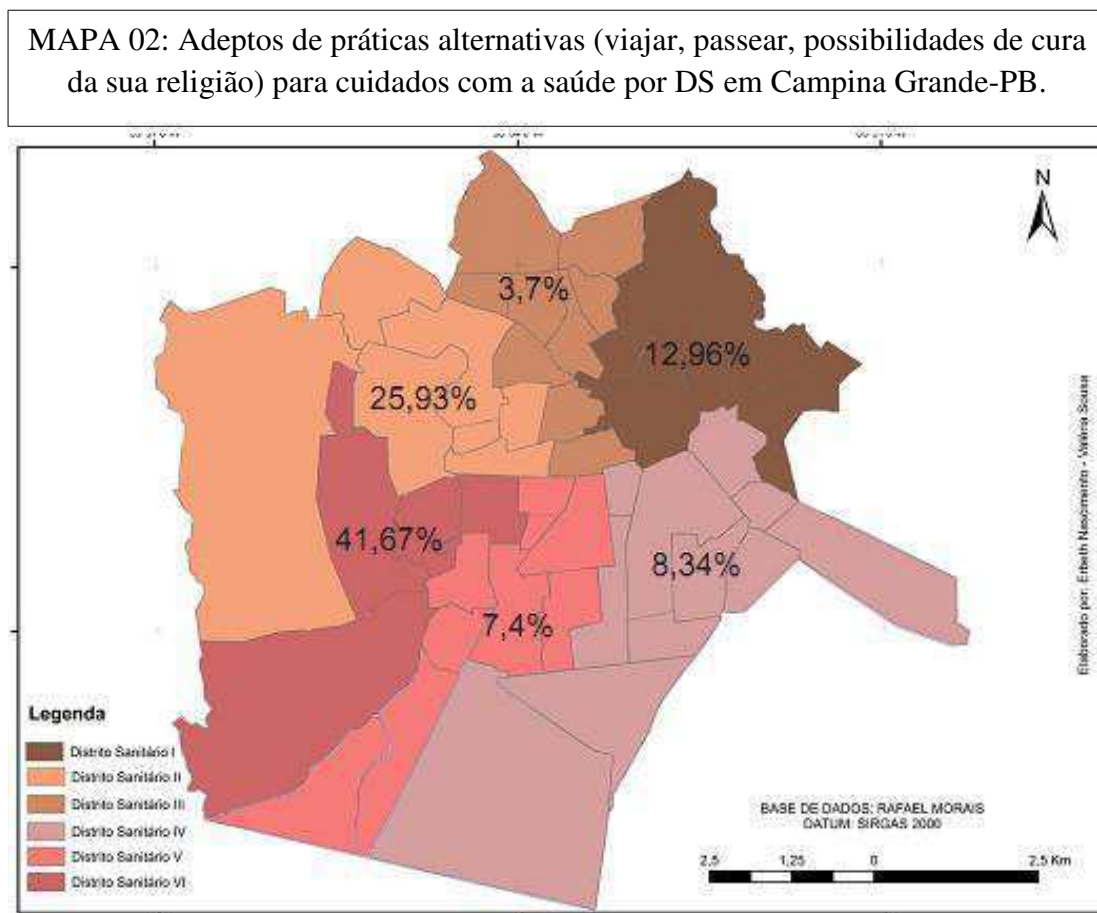 MAPA 02: Adeptos de práticas alternativas (viajar, passear, possibilidades de cura
da sua religião) para cuidados com a saúde por DS em Campina Grande-PB.
N
3,7%
12,96%
25,93%
41,67%
8,34%
7,4%
Elaborado por: Erbeth Nascimento - Valéria Sousa
Legenda
Distrito Sanitário I
Distrito Sanitário II
Distrito Sanitário III
Distrito Sanitário IV
Distrito Sanitário V
Distrito Sanitário VI
BASE DE DADOS: RAFAEL MORAIS
DATUM: SIRGAS 2000
2,5 1,25 0 2,5 Km